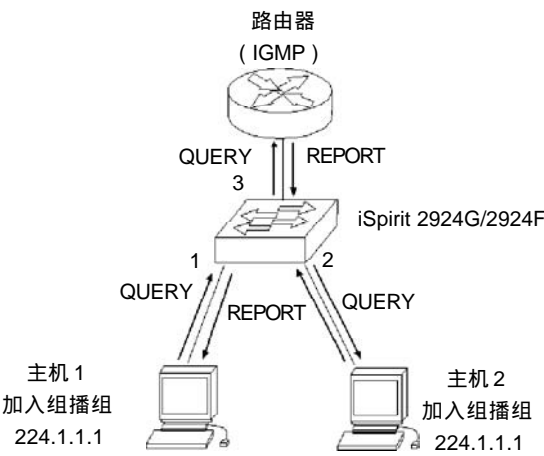 路由器
（IGMP）
QUERY
REPORT
3
iSpirit 2924G/2924F
1
2
QUERY
REPORT
QUERY
主机 1
加入组播组
224.1.1.1
主机 2
加入组播组
224.1.1.1